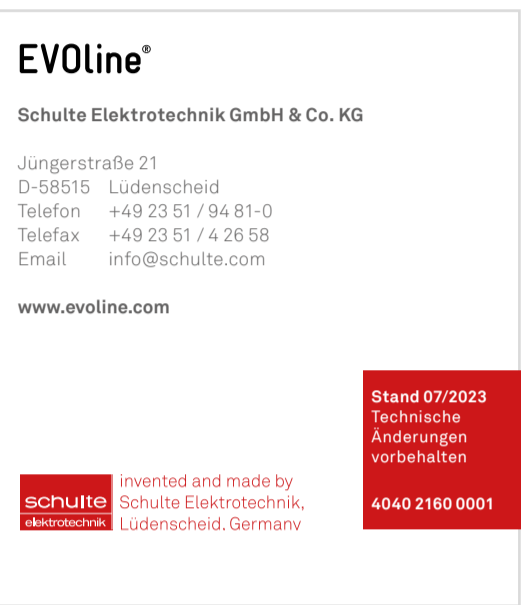 EVOline®
Schulte Elektrotechnik GmbH & Co. KG
Jüngerstraße 21
D-58515 Lüdenscheid
Telefon +49 23 51 / 94 81-0
Telefax +49 23 51 / 4 26 58
Email info@schulte.com
www.evoline.com
Stand 07/2023
Technische
Änderungen
vorbehalten
4040 2160 0001
schulte
elektrotechnik
invented and made by
Schulte Elektrotechnik,
Lüdenscheid, Germany